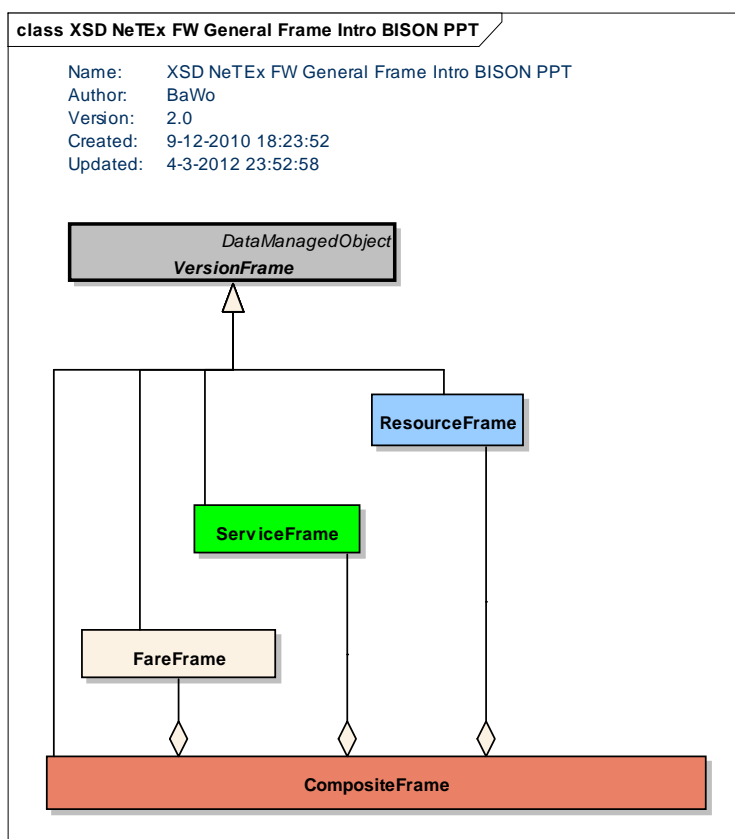 class XSD NeTEx FW General Frame Intro BISON PPT
Name: XSD NeTEx FW General Frame Intro BISON PPT
Author: BaWo
Version: 2.0
Created: 9-12-2010 18:23:52
Updated: 4-3-2012 23:52:58
DataManagedObject
VersionFrame
ResourceFrame
ServiceFrame
FareFrame
CompositeFrame